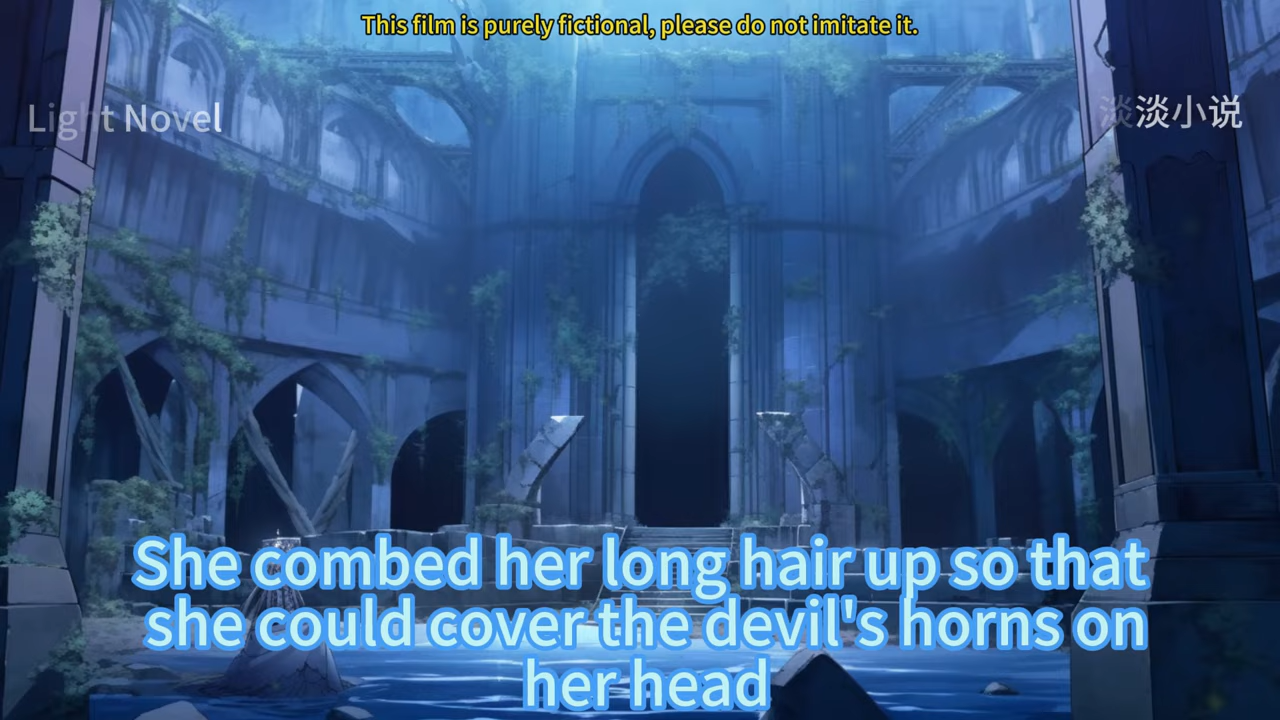 This film is purely fictional, please do not imitate it.
Light Novel
淡淡小说
She combed her long hair up so that
she could cover the devil's horns on
her head